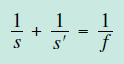 1/s + 1/s′ = 1/f